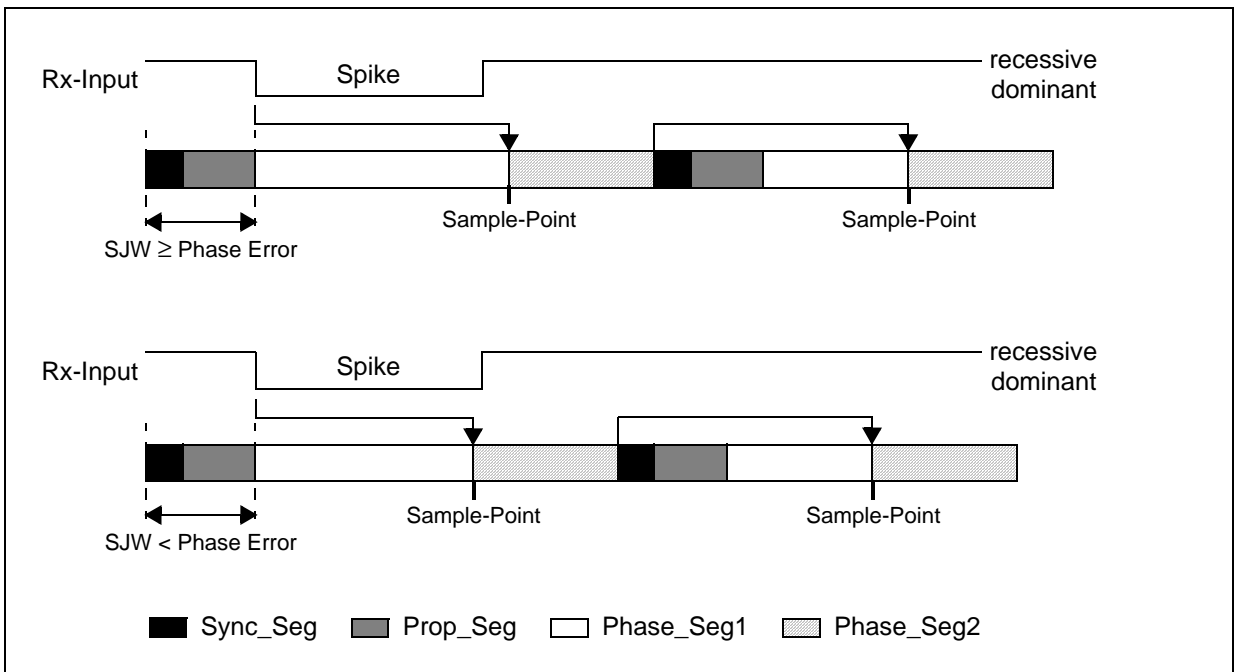 Rx-Input
Spike
recessive
dominant
Sample-Point
Sample-Point
SJW ≥ Phase Error
Rx-Input
Spike
recessive
dominant
Sample-Point
Sample-Point
SJW < Phase Error
Sync_Seg
Prop_Seg
Phase_Seg1
Phase_Seg2